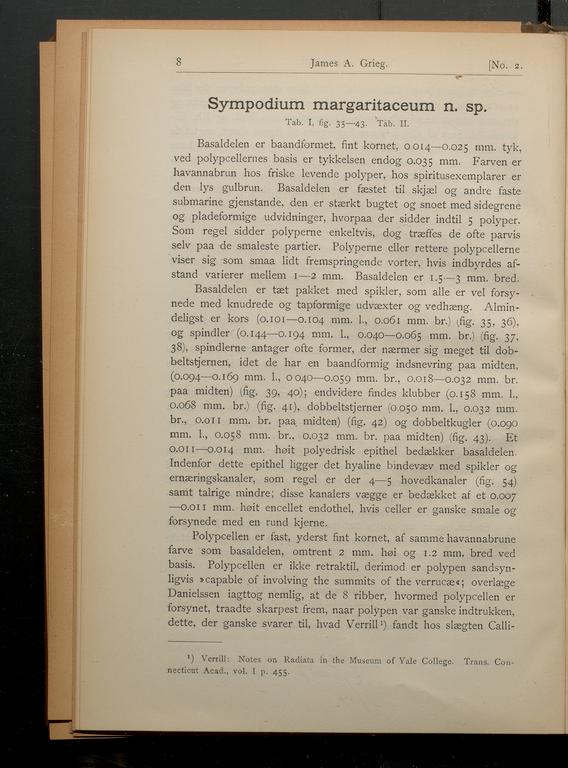 8 James A. Grieg. [No. 2.
Sympodium margaritaceum n. sp.
Tab. I, fig. 35—43. Tab. II.
Basaldelen er baandformet, fint kornet, 0.014—0.025 mm. tyk,
ved polypcellernes basis er tykkelsen endog 0.035 mm. Farven er
havannabrun hos friske levende polyper, hos spiritusexemplarer er
den lys gulbrun. Basaldelen er fæstet til skjæl og andre faste
submarine gjenstande, den er stærkt bugtet og snoet med sidegrene
og pladeformige udvidninger, hvorpaa der sidder indtil 5 polyper.
Som regel sidder polyperne enkeltvis, dog træffes de ofte parvis
selv paa de smaleste partier. Polyperne eller rettere polypcellerne
viser sig som smaa lidt fremspringende vorter, hvis indbyrdes af-
stand varierer mellem 1—2 mm. Basaldelen er 1.5—3 mm. bred.
Basaldelen er tæt pakket med spikler, som alle er vel forsy-
nede med knudrede og tapformige udvæxter og vedhæng. Almin-
deligst er kors (0.101—0.104 mm. l., 0.061 mm. br.) (fig. 35, 36),
og spindler (0.144—0.194 mm. l., 0.040—0.065 mm. br.) (fig. 37,
38), spindlerne antager ofte former, der nærmer sig meget til dob-
beltstjernen, idet de har en baandformig indsnevring paa midten,
(0.094—0.169 mm. l., 0 040—0.059 mm. br., 0.018—0.032 mm. br.
paa midten) (fig. 39, 40); endvidere findes klubber (0.158 mm. l.,
0.068 mm. br.) (fig. 41), dobbeltstjerner (0.050 mm. l., 0.032 mm.
br., 0.011 mm. br. paa midten) (fig. 42) og dobbeltkugler (0.090
mm. l., 0.058 mm. br., 0.032 mm. br. paa midten) (fig. 43). Et
0.011—0.014 mm. høit polyedrisk epithel bedækker basaldelen.
Indenfor dette epithel ligger det hyaline bindevæv med spikler og
ernæringskanaler, som regel er der 4—5 hovedkanaler (fig. 54)
samt talrige mindre; disse kanalers vægge er bedækket af et 0.007
—0.011 mm. høit encellet endothel, hvis celler er ganske smale og
forsynede med en rund kjerne.
Polypcellen er fast, yderst fint kornet, af samme havannabrune
farve som basaldelen, omtrent 2 mm. høi og 1.2 mm. bred ved
basis. Polypcellen er ikke retraktil, derimod er polypen sandsyn-
ligvis »capable of involving the summits of the verrucæ«; overlæge
Danielssen iagttog nemlig, at de 8 ribber, hvormed polypcellen er
forsynet, traadte skarpest frem, naar polypen var ganske indtrukken,
dette, der ganske svarer til, hvad Verrill¹) fandt hos slægten Calli-
¹) Verrill: Notes on Radiata in the Museum of Yale College. Trans. Con-
necticut Acad., vol. I p. 455.